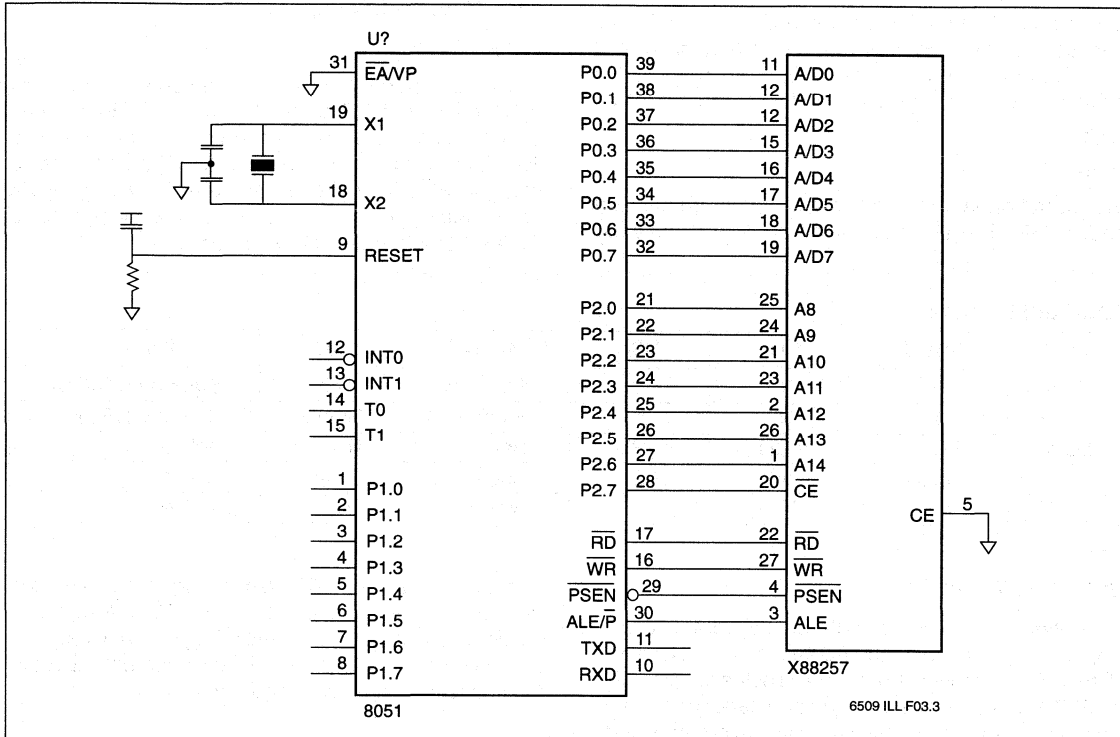 U?
31 EA/VP
19 X1
18 X2
9 RESET
12 INT0
13 INT1
14 T0
15 T1
1 P1.0
2 P1.1
3 P1.2
4 P1.3
5 P1.4
6 P1.5
7 P1.6
8 P1.7
P0.0 39 11 A/D0
P0.1 38 12 A/D1
P0.2 37 12 A/D2
P0.3 36 15 A/D3
P0.4 35 16 A/D4
P0.5 34 17 A/D5
P0.6 33 18 A/D6
P0.7 32 19 A/D7
P2.0 21 25 A8
P2.1 22 24 A9
P2.2 23 21 A10
P2.3 24 23 A11
P2.4 25 2 A12
P2.5 26 26 A13
P2.6 27 1 A14
P2.7 28 20 CE
CE 5
RD 17 22 RD
WR 16 27 WR
PSEN 29 4 PSEN
ALE/P 30 3 ALE
TXD 11
RXD 10
8051
X88257
6509 ILL F03.3